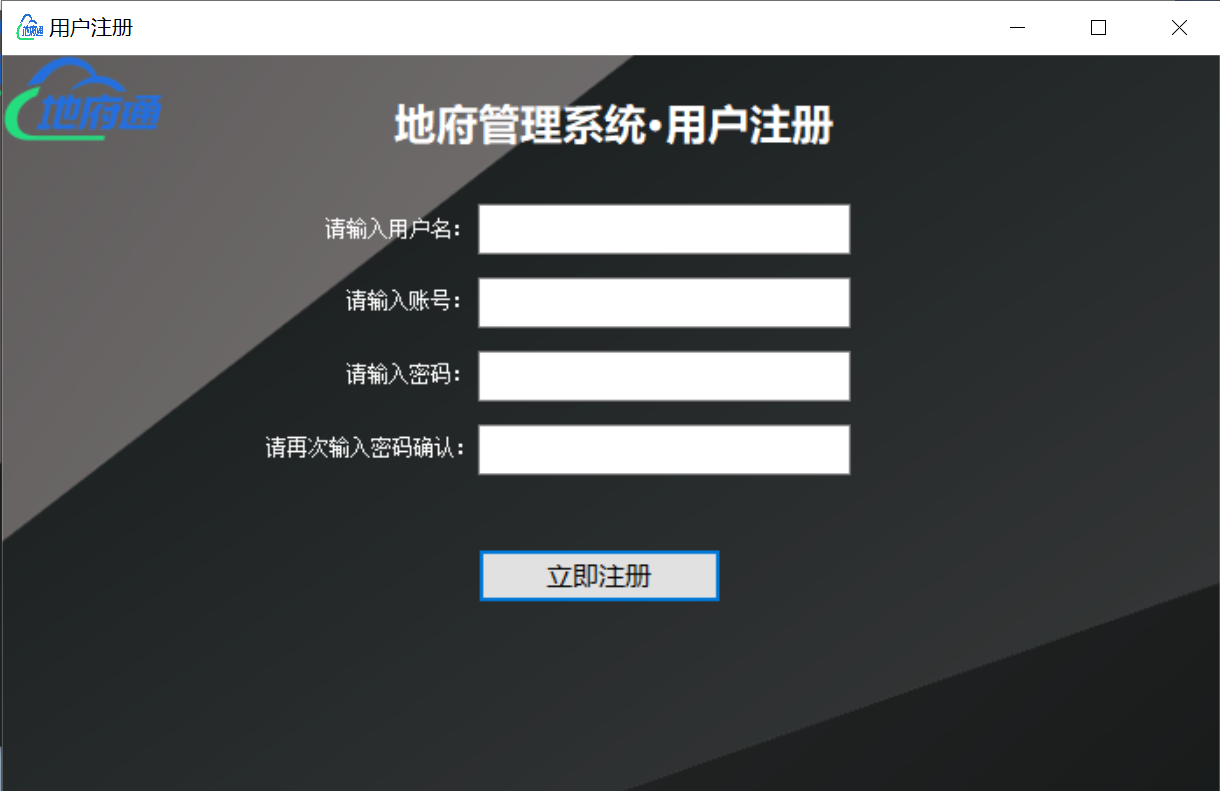 用户注册
地府通
地府管理系统·用户注册
请输入用户名：
请输入账号：
请输入密码：
请再次输入密码确认：
立即注册